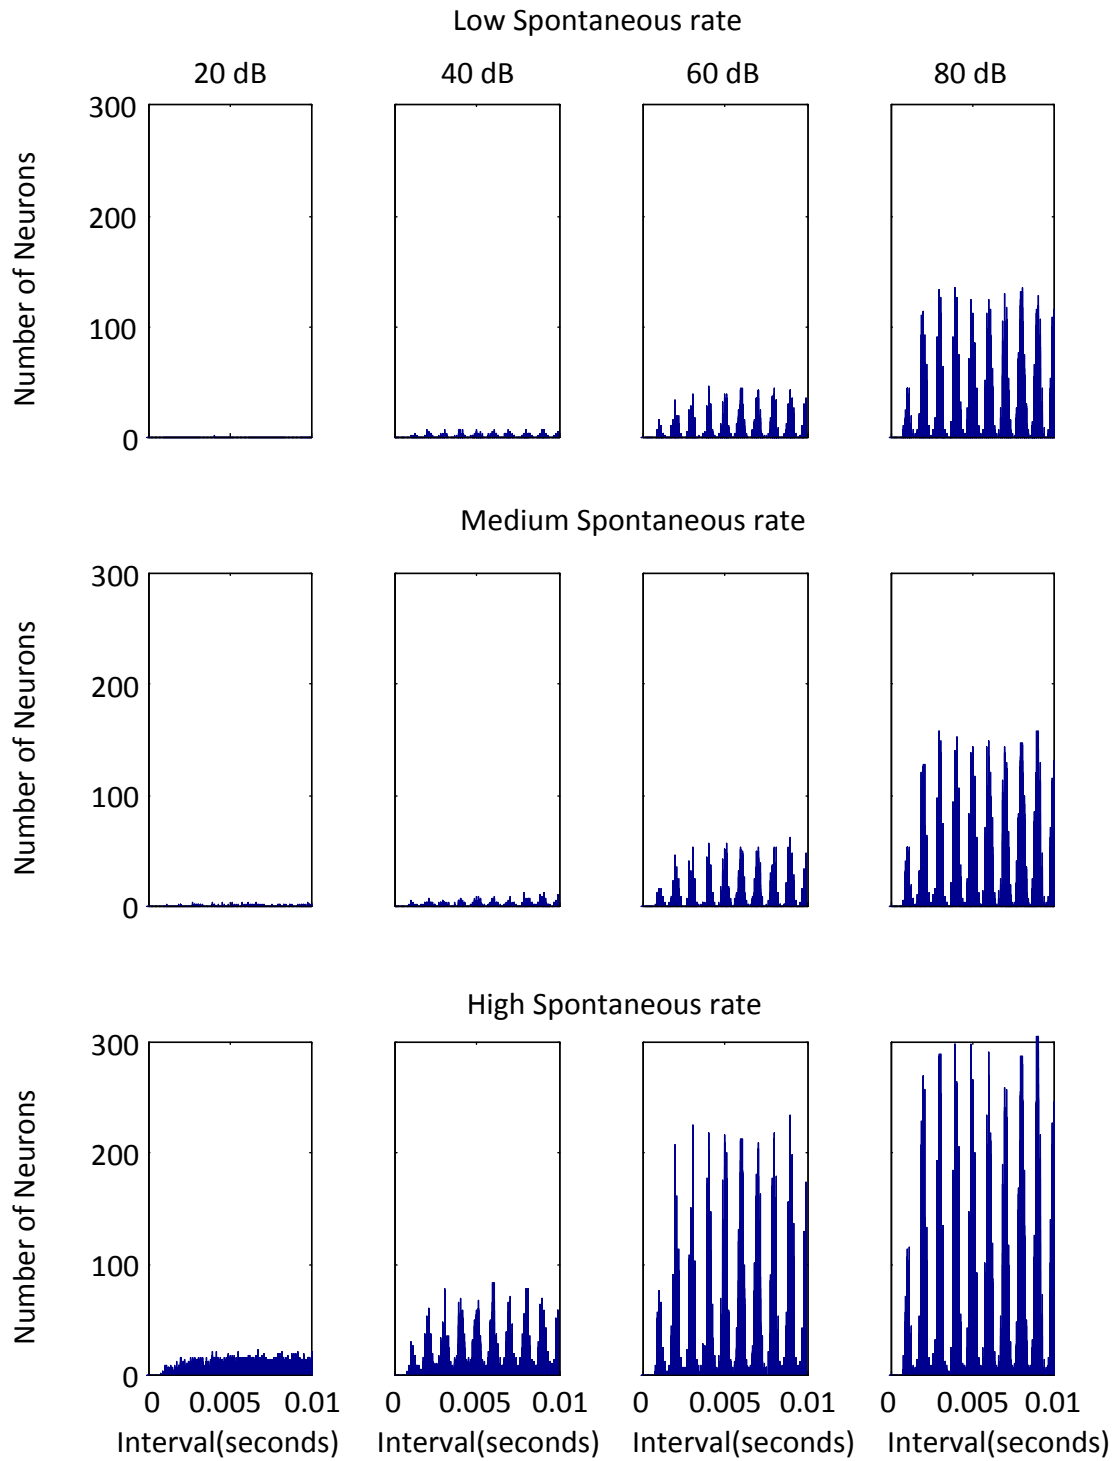 Low Spontaneous rate
20 dB 40 dB 60 dB 80 dB
Number of Neurons
300
200
100
0
Medium Spontaneous rate
Number of Neurons
300
200
100
0
High Spontaneous rate
Number of Neurons
300
200
100
0
0 0.005 0.01 0 0.005 0.01 0 0.005 0.01 0 0.005 0.01
Interval(seconds) Interval(seconds) Interval(seconds) Interval(seconds)